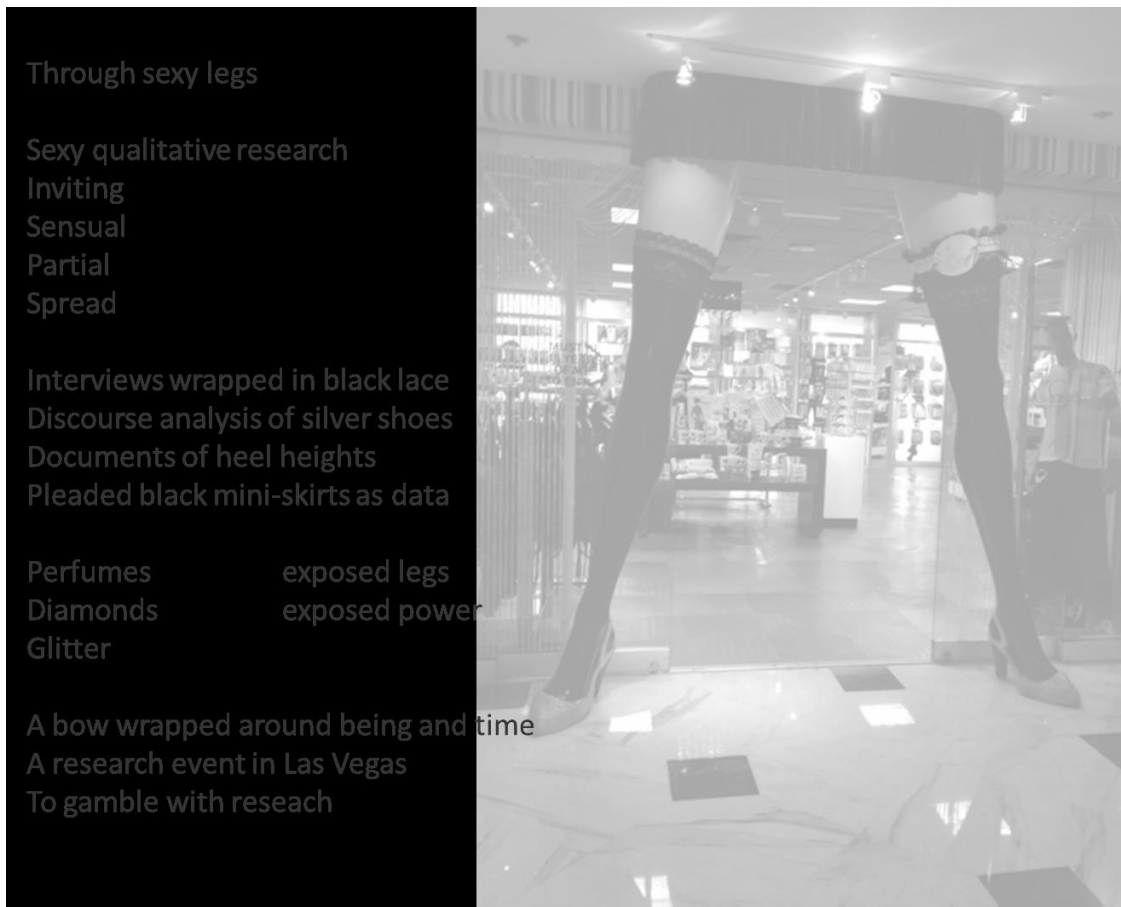 Through sexy legs
Sexy qualitative research
Inviting
Sensual
Partial
Spread
Interviews wrapped in black lace
Discourse analysis of silver shoes
Documents of heel heights
Pleaded black mini-skirts as data
Perfumes exposed legs
Diamonds exposed power
Glitter
A bow wrapped around being and time
A research event in Las Vegas
To gamble with reseach